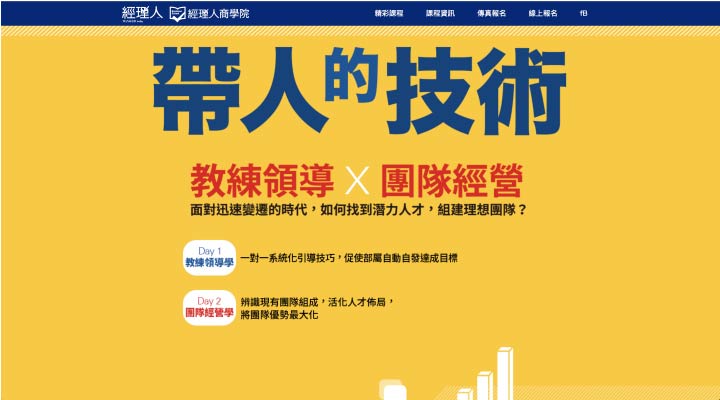 經理人 經理人商學院 精彩課程 課程資訊 傳真報名 線上報名 fB
帶人的技術
教練領導 X 團隊經營
面對迅速變遷的時代，如何找到潛力人才，組建理想團隊？
Day 1
教練領導學
一對一系統化引導技巧，促使部屬自動自發達成目標
Day 2
團隊經營學
辨識現有團隊組成，活化人才佈局，
將團隊優勢最大化